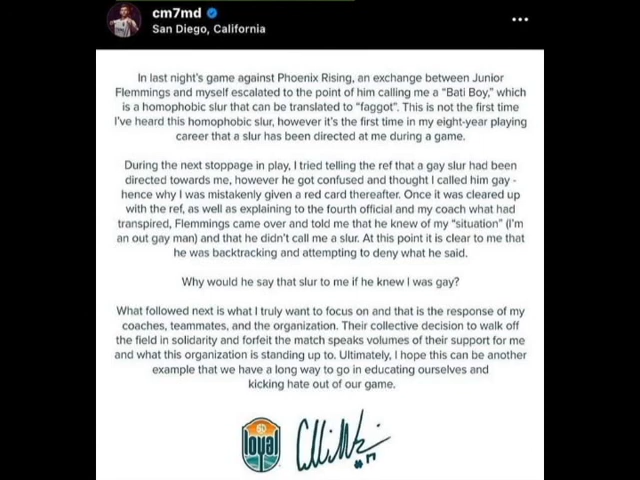 cm7md
San Diego, California
In last night's game against Phoenix Rising, an exchange between Junior
Flemmings and myself escalated to the point of him calling me a "Bati Boy," which
is a homophobic slur that can be translated to "faggot". This is not the first time
I've heard this homophobic slur, however it's the first time in my eight-year playing
career that a slur has been directed at me during a game.
During the next stoppage in play, I tried telling the ref that a gay slur had been
directed towards me, however he got confused and thought I called him gay -
hence why I was mistakenly given a red card thereafter. Once it was cleared up
with the ref, as well as explaining to the fourth official and my coach what had
transpired, Flemmings came over and told me that he knew of my "situation" (I'm
an out gay man) and that he didn't call me a slur. At this point it is clear to me that
he was backtracking and attempting to deny what he said.
Why would he say that slur to me if he knew I was gay?
What followed next is what I truly want to focus on and that is the response of my
coaches, teammates, and the organization. Their collective decision to walk off
the field in solidarity and forfeit the match speaks volumes of their support for me
and what this organization is standing up to. Ultimately, I hope this can be another
example that we have a long way to go in educating ourselves and
kicking hate out of our game.
SD
loyal